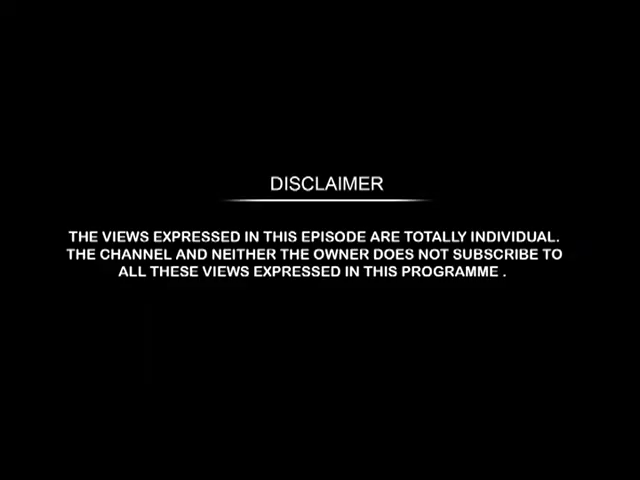 DISCLAIMER
THE VIEWS EXPRESSED IN THIS EPISODE ARE TOTALLY INDIVIDUAL.
THE CHANNEL AND NEITHER THE OWNER DOES NOT SUBSCRIBE TO
ALL THESE VIEWS EXPRESSED IN THIS PROGRAMME .